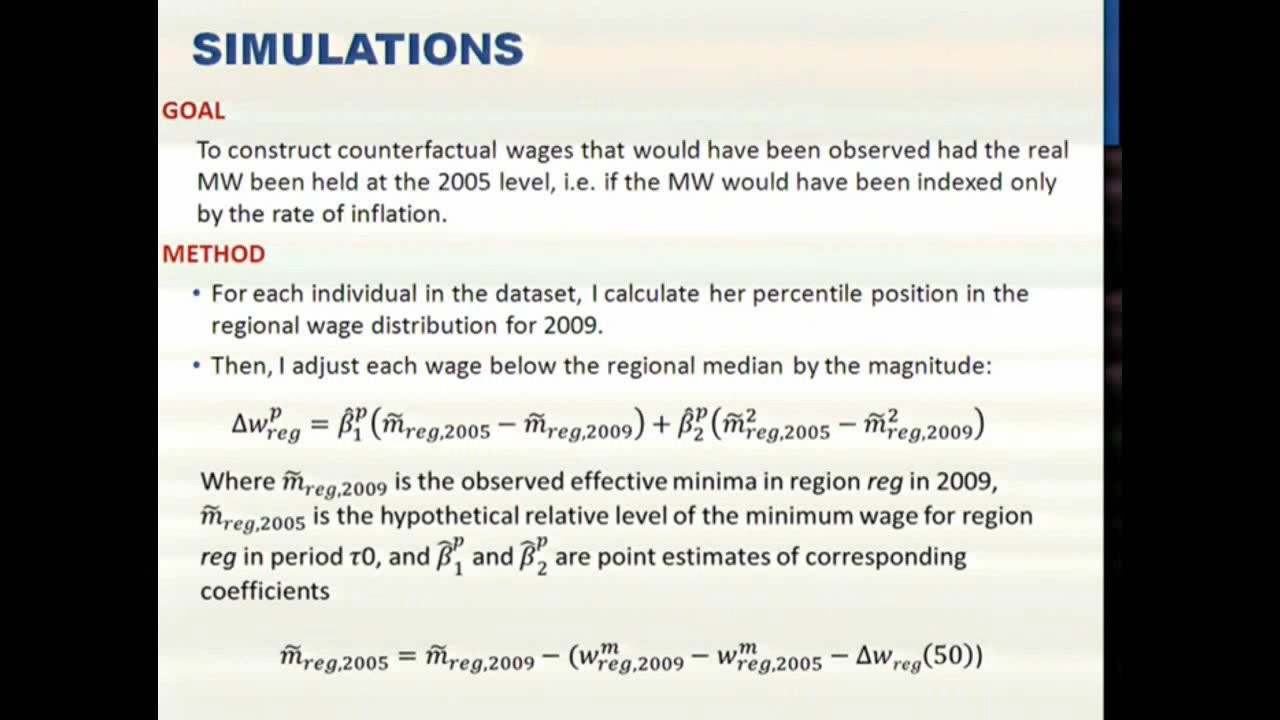 SIMULATIONS
GOAL
To construct counterfactual wages that would have been observed had the real
MW been held at the 2005 level, i.e. if the MW would have been indexed only
by the rate of inflation.
METHOD
• For each individual in the dataset, I calculate her percentile position in the
regional wage distribution for 2009.
• Then, I adjust each wage below the regional median by the magnitude:
Δw^p_reg = β̂^p_1(m̃_reg,2005 − m̃_reg,2009) + β̂^p_2(m̃^2_reg,2005 − m̃^2_reg,2009)
Where m̃_reg,2009 is the observed effective minima in region reg in 2009,
m̃_reg,2005 is the hypothetical relative level of the minimum wage for region
reg in period τ0, and β̂^p_1 and β̂^p_2 are point estimates of corresponding
coefficients
m̃_reg,2005 = m̃_reg,2009 − (w^m_reg,2009 − w^m_reg,2005 − Δw_reg(50))